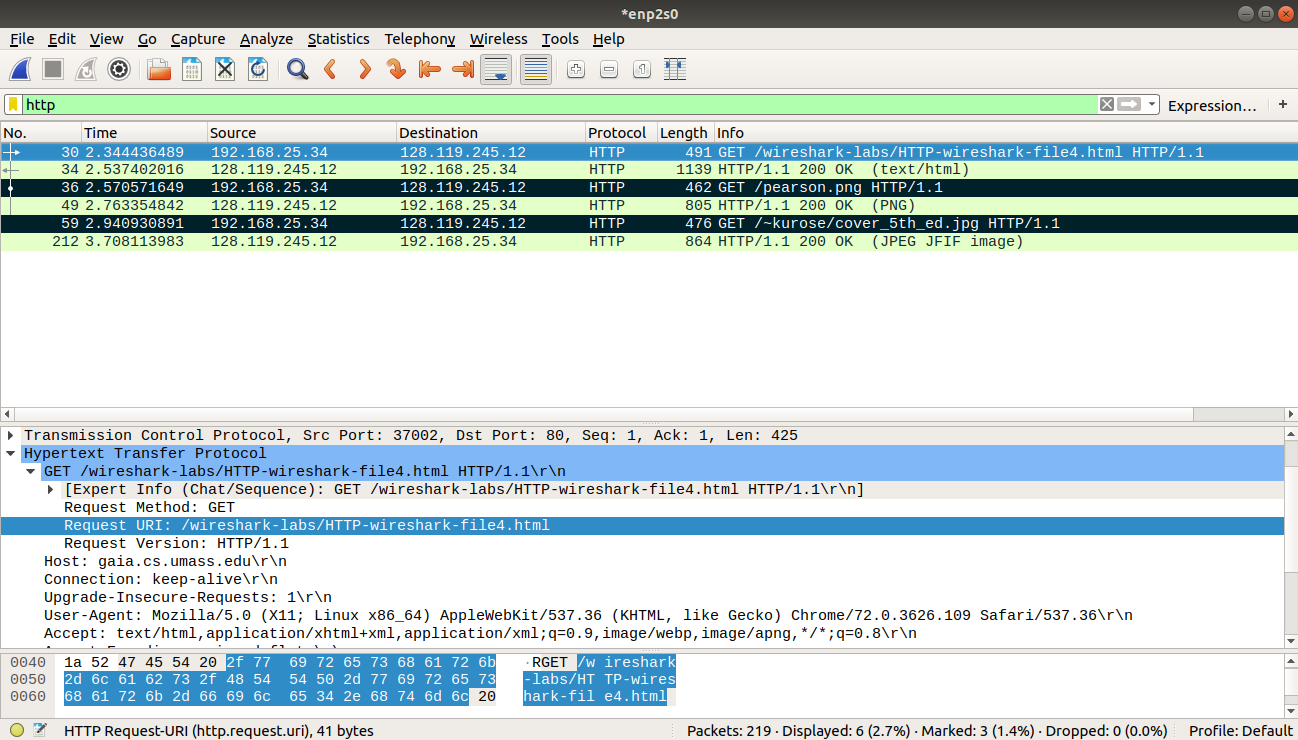 *enp2s0
File Edit View Go Capture Analyze Statistics Telephony Wireless Tools Help
http Expression… +
No. Time Source Destination Protocol Length Info
30 2.344436489 192.168.25.34 128.119.245.12 HTTP 491 GET /wireshark-labs/HTTP-wireshark-file4.html HTTP/1.1
34 2.537402016 128.119.245.12 192.168.25.34 HTTP 1139 HTTP/1.1 200 OK (text/html)
36 2.570571649 192.168.25.34 128.119.245.12 HTTP 462 GET /pearson.png HTTP/1.1
49 2.763354842 128.119.245.12 192.168.25.34 HTTP 805 HTTP/1.1 200 OK (PNG)
59 2.940930891 192.168.25.34 128.119.245.12 HTTP 476 GET /~kurose/cover_5th_ed.jpg HTTP/1.1
212 3.708113983 128.119.245.12 192.168.25.34 HTTP 864 HTTP/1.1 200 OK (JPEG JFIF image)
Transmission Control Protocol, Src Port: 37002, Dst Port: 80, Seq: 1, Ack: 1, Len: 425
Hypertext Transfer Protocol
GET /wireshark-labs/HTTP-wireshark-file4.html HTTP/1.1\r\n
[Expert Info (Chat/Sequence): GET /wireshark-labs/HTTP-wireshark-file4.html HTTP/1.1\r\n]
Request Method: GET
Request URI: /wireshark-labs/HTTP-wireshark-file4.html
Request Version: HTTP/1.1
Host: gaia.cs.umass.edu\r\n
Connection: keep-alive\r\n
Upgrade-Insecure-Requests: 1\r\n
User-Agent: Mozilla/5.0 (X11; Linux x86_64) AppleWebKit/537.36 (KHTML, like Gecko) Chrome/72.0.3626.109 Safari/537.36\r\n
Accept: text/html,application/xhtml+xml,application/xml;q=0.9,image/webp,image/apng,*/*;q=0.8\r\n
0040 1a 52 47 45 54 20 2f 77 69 72 65 73 68 61 72 6b ·RGET /w ireshark
0050 2d 6c 61 62 73 2f 48 54 54 50 2d 77 69 72 65 73 -labs/HT TP-wires
0060 68 61 72 6b 2d 66 69 6c 65 34 2e 68 74 6d 6c 20 hark-fil e4.html
HTTP Request-URI (http.request.uri), 41 bytes Packets: 219 · Displayed: 6 (2.7%) · Marked: 3 (1.4%) · Dropped: 0 (0.0%) Profile: Default